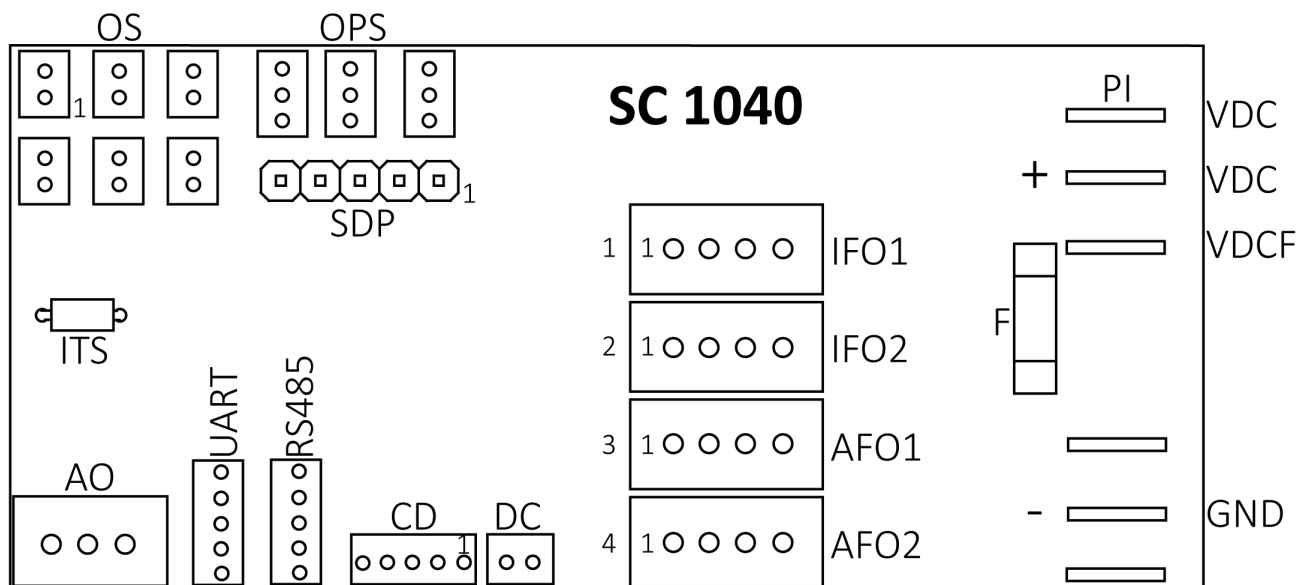 OS OPS
SC 1040
PI
VDC
1
+ VDC
1
SDP
VDCF
1 1 IFO1
F
2 1 IFO2
ITS
UART
RS485
3 1 AFO1
AO
CD DC
- GND
1
4 1 AFO2